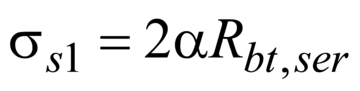 σ_{s1} = 2αR_{bt,ser}